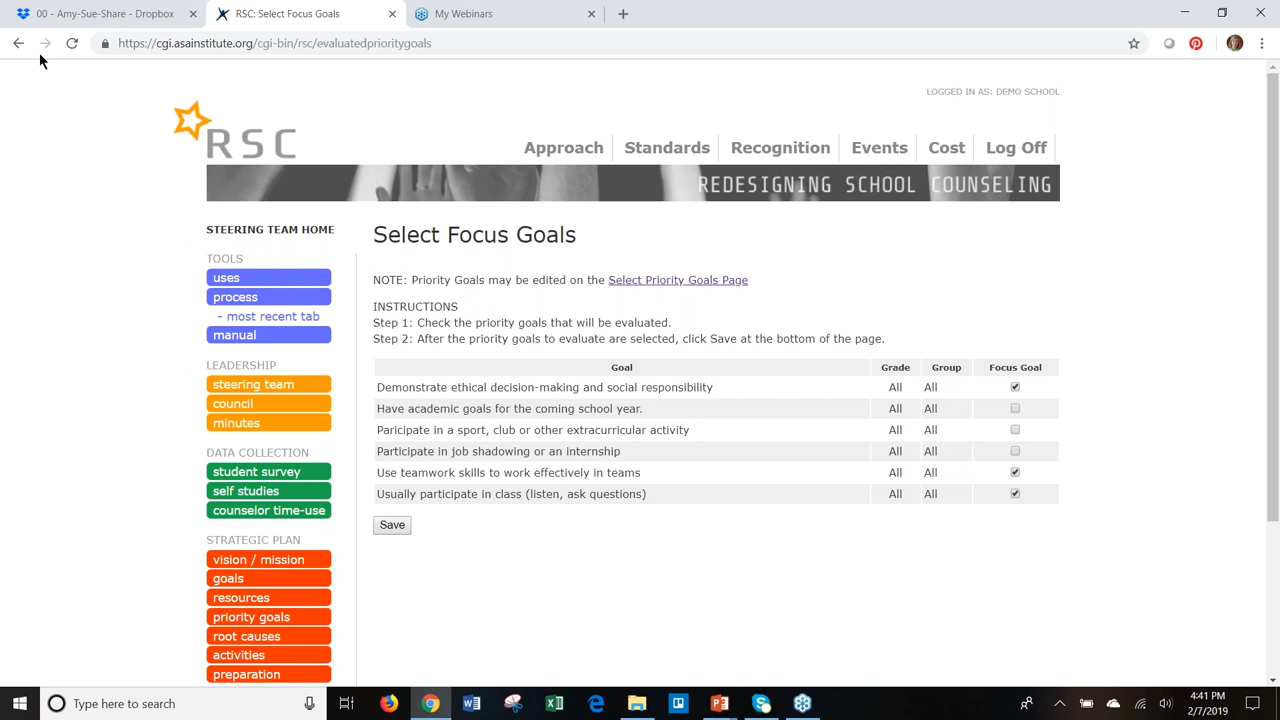 00 - Amy-Sue-Share - Dropbox
RSC: Select Focus Goals
My Webinars
https://cgi.asainstitute.org/cgi-bin/rsc/evaluatedprioritygoals
LOGGED IN AS: DEMO SCHOOL
RSC
Approach
Standards
Recognition
Events
Cost
Log Off
REDESIGNING SCHOOL COUNSELING
STEERING TEAM HOME
TOOLS
uses
process
- most recent tab
manual
LEADERSHIP
steering team
council
minutes
DATA COLLECTION
student survey
self studies
counselor time-use
STRATEGIC PLAN
vision / mission
goals
resources
priority goals
root causes
activities
preparation
Select Focus Goals
NOTE: Priority Goals may be edited on the Select Priority Goals Page
INSTRUCTIONS
Step 1: Check the priority goals that will be evaluated.
Step 2: After the priority goals to evaluate are selected, click Save at the bottom of the page.
Goal Grade Group Focus Goal
Demonstrate ethical decision-making and social responsibility All All
Have academic goals for the coming school year. All All
Paricipate in a sport, club or other extracurricular activity All All
Participate in job shadowing or an internship All All
Use teamwork skills to work effectively in teams All All
Usually participate in class (listen, ask questions) All All
Save
Type here to search
4:41 PM
2/7/2019